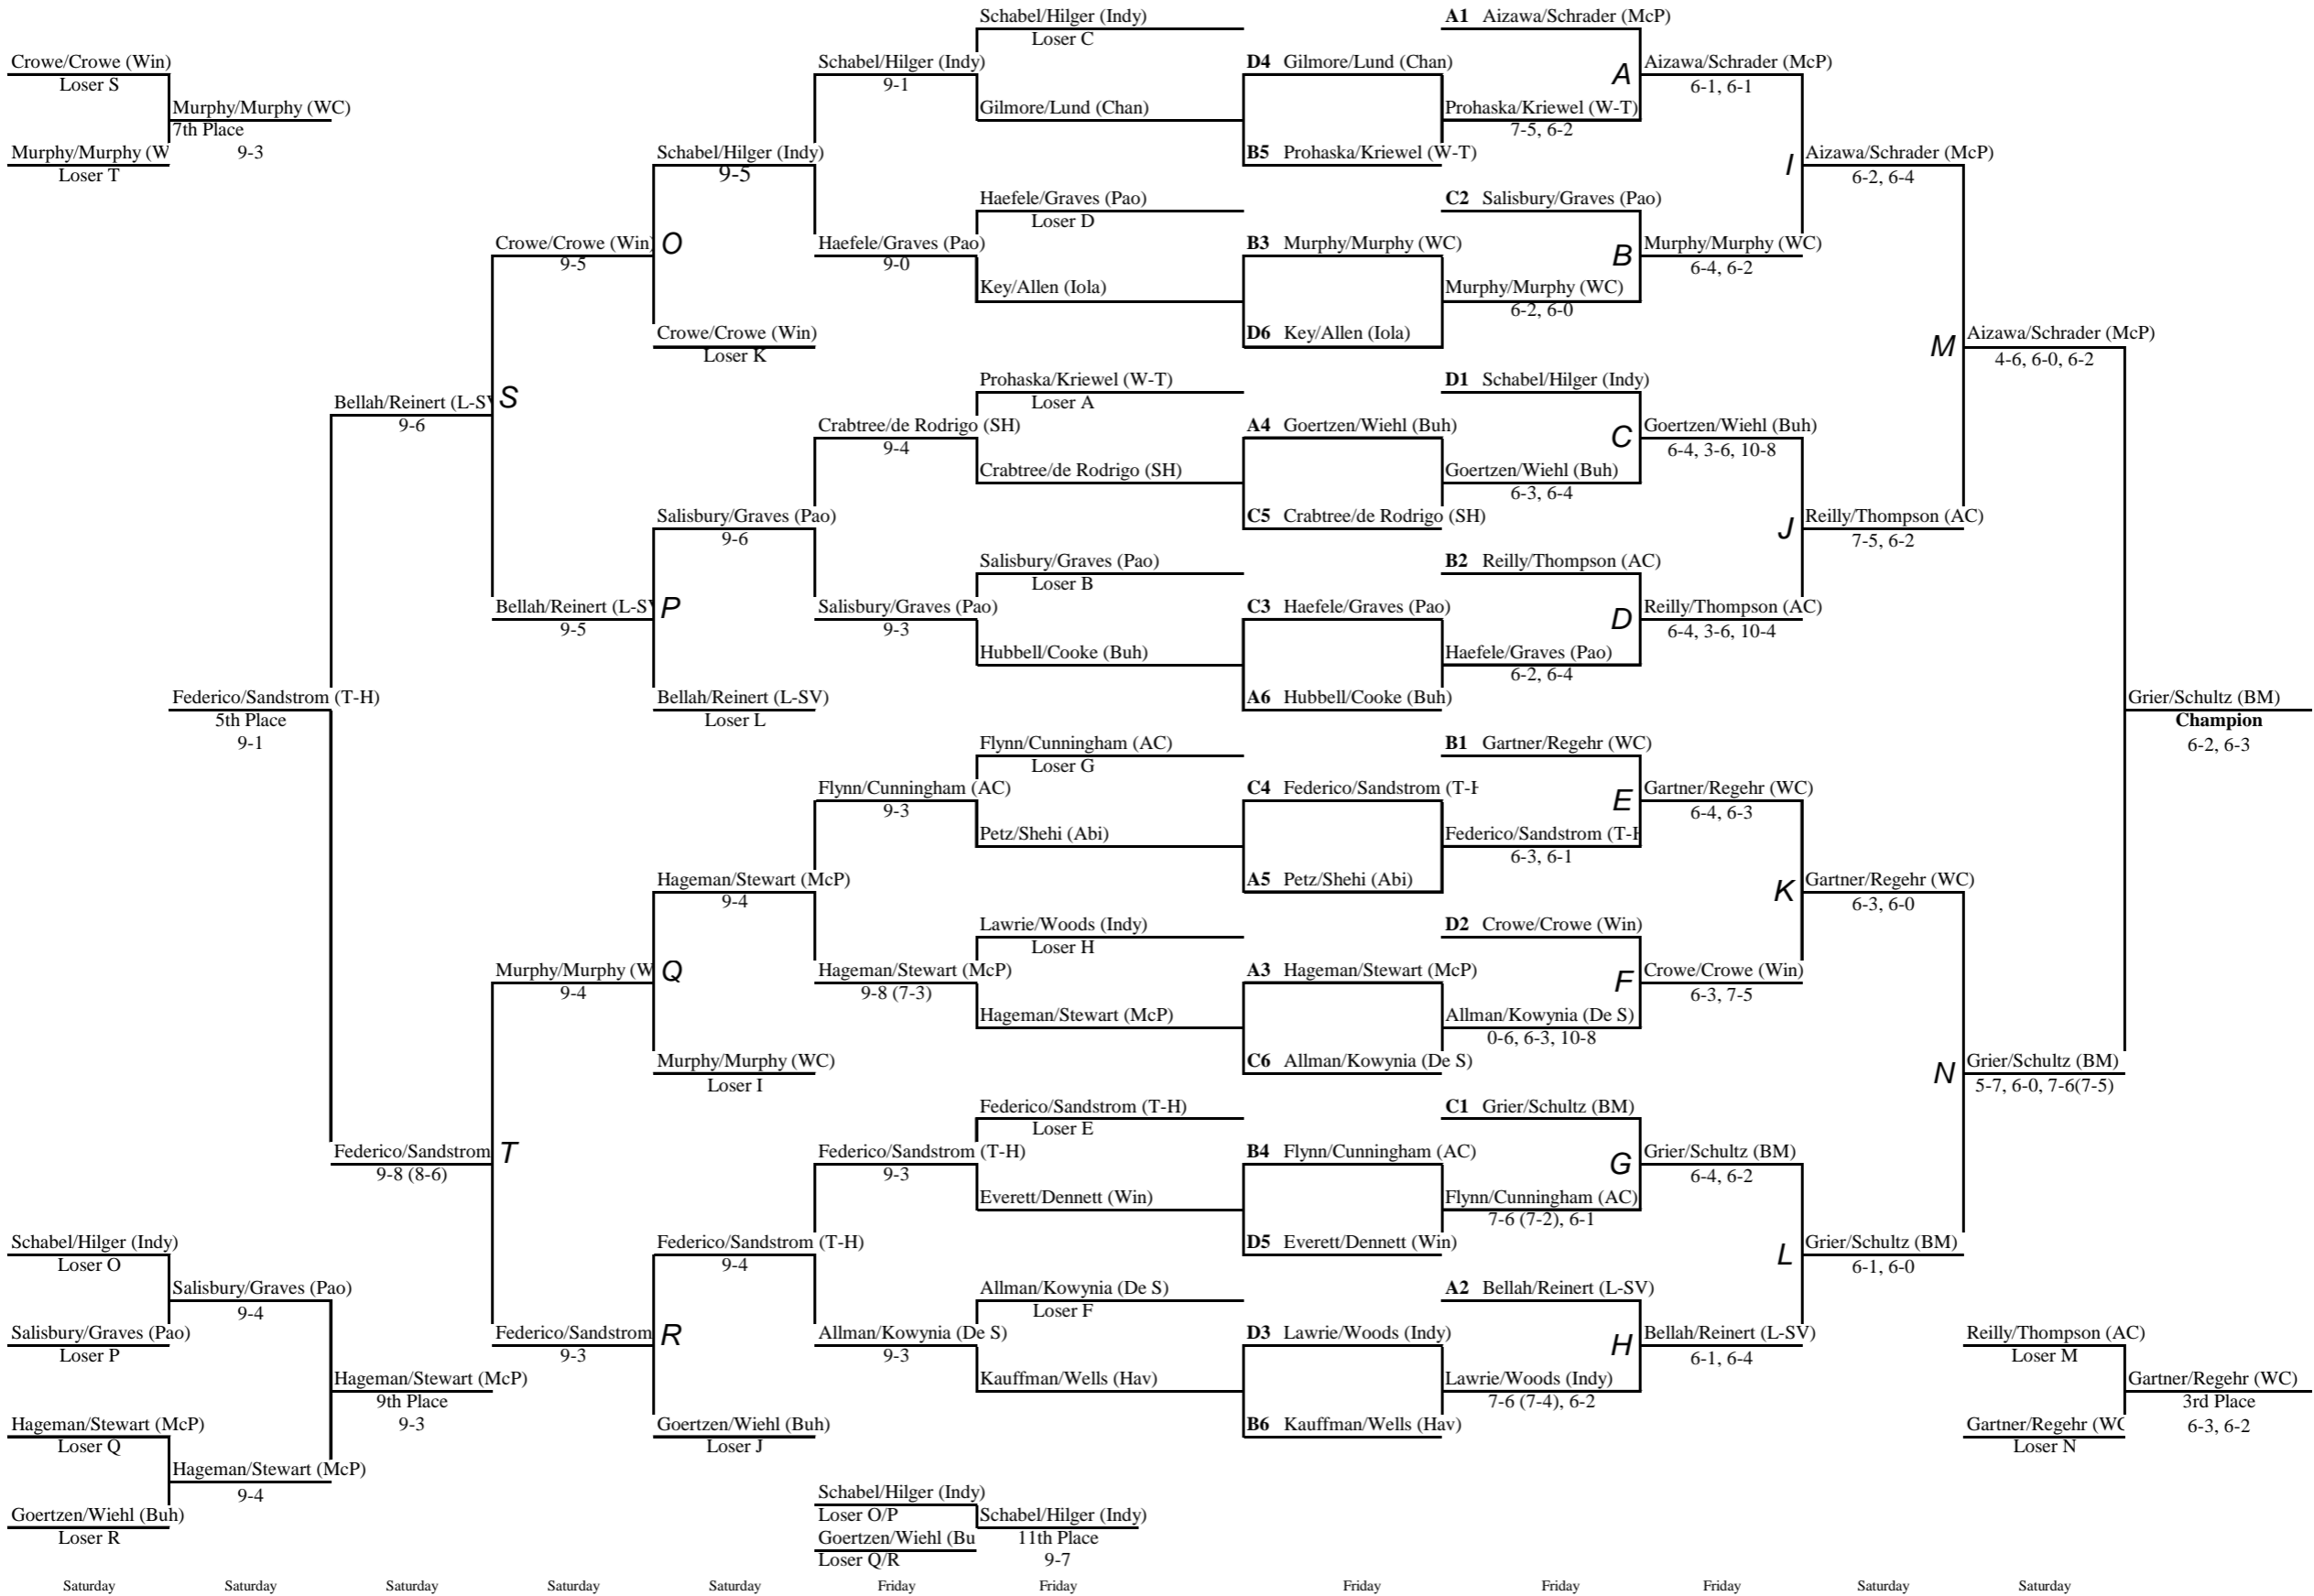 Crowe/Crowe (Win)
Loser S
Murphy/Murphy (WC)
7th Place
9-3
Murphy/Murphy (W
Loser T
Federico/Sandstrom (T-H)
5th Place
9-1
Schabel/Hilger (Indy)
Loser O
Salisbury/Graves (Pao)
9-4
Salisbury/Graves (Pao)
Loser P
Hageman/Stewart (McP)
9th Place
9-3
Hageman/Stewart (McP)
Loser Q
Hageman/Stewart (McP)
9-4
Goertzen/Wiehl (Buh)
Loser R
Bellah/Reinert (L-SV
9-6
S
Federico/Sandstrom
9-8 (8-6)
T
Crowe/Crowe (Win)
9-5
O
Bellah/Reinert (L-SV
9-5
P
Murphy/Murphy (W
9-4
Q
Federico/Sandstrom
9-3
R
Schabel/Hilger (Indy)
9-5
Crowe/Crowe (Win)
Loser K
Salisbury/Graves (Pao)
9-6
Bellah/Reinert (L-SV)
Loser L
Hageman/Stewart (McP)
9-4
Murphy/Murphy (WC)
Loser I
Federico/Sandstrom (T-H)
9-4
Goertzen/Wiehl (Buh)
Loser J
Schabel/Hilger (Indy)
9-1
Haefele/Graves (Pao)
9-0
Crabtree/de Rodrigo (SH)
9-4
Salisbury/Graves (Pao)
9-3
Flynn/Cunningham (AC)
9-3
Hageman/Stewart (McP)
9-8 (7-3)
Federico/Sandstrom (T-H)
9-3
Allman/Kowynia (De S)
9-3
Schabel/Hilger (Indy)
Loser O/P
Goertzen/Wiehl (Bu
Loser Q/R
Schabel/Hilger (Indy)
11th Place
9-7
Schabel/Hilger (Indy)
Loser C
Gilmore/Lund (Chan)
Haefele/Graves (Pao)
Loser D
Key/Allen (Iola)
Prohaska/Kriewel (W-T)
Loser A
Crabtree/de Rodrigo (SH)
Salisbury/Graves (Pao)
Loser B
Hubbell/Cooke (Buh)
Flynn/Cunningham (AC)
Loser G
Petz/Shehi (Abi)
Lawrie/Woods (Indy)
Loser H
Hageman/Stewart (McP)
Federico/Sandstrom (T-H)
Loser E
Everett/Dennett (Win)
Allman/Kowynia (De S)
Loser F
Kauffman/Wells (Hav)
D4 Gilmore/Lund (Chan)
B5 Prohaska/Kriewel (W-T)
B3 Murphy/Murphy (WC)
D6 Key/Allen (Iola)
A4 Goertzen/Wiehl (Buh)
C5 Crabtree/de Rodrigo (SH)
C3 Haefele/Graves (Pao)
A6 Hubbell/Cooke (Buh)
C4 Federico/Sandstrom (T-H
A5 Petz/Shehi (Abi)
A3 Hageman/Stewart (McP)
C6 Allman/Kowynia (De S)
B4 Flynn/Cunningham (AC)
D5 Everett/Dennett (Win)
D3 Lawrie/Woods (Indy)
B6 Kauffman/Wells (Hav)
A1 Aizawa/Schrader (McP)
A
Prohaska/Kriewel (W-T)
7-5, 6-2
C2 Salisbury/Graves (Pao)
B
Murphy/Murphy (WC)
6-2, 6-0
D1 Schabel/Hilger (Indy)
C
Goertzen/Wiehl (Buh)
6-3, 6-4
B2 Reilly/Thompson (AC)
D
Haefele/Graves (Pao)
6-2, 6-4
B1 Gartner/Regehr (WC)
E
Federico/Sandstrom (T-H
6-3, 6-1
D2 Crowe/Crowe (Win)
F
Allman/Kowynia (De S)
0-6, 6-3, 10-8
C1 Grier/Schultz (BM)
G
Flynn/Cunningham (AC)
7-6 (7-2), 6-1
A2 Bellah/Reinert (L-SV)
H
Lawrie/Woods (Indy)
7-6 (7-4), 6-2
Aizawa/Schrader (McP)
6-1, 6-1
I
Murphy/Murphy (WC)
6-4, 6-2
Goertzen/Wiehl (Buh)
6-4, 3-6, 10-8
J
Reilly/Thompson (AC)
6-4, 3-6, 10-4
Gartner/Regehr (WC)
6-4, 6-3
K
Crowe/Crowe (Win)
6-3, 7-5
Grier/Schultz (BM)
6-4, 6-2
L
Bellah/Reinert (L-SV)
6-1, 6-4
Aizawa/Schrader (McP)
6-2, 6-4
M
Reilly/Thompson (AC)
7-5, 6-2
Gartner/Regehr (WC)
6-3, 6-0
N
Grier/Schultz (BM)
6-1, 6-0
Aizawa/Schrader (McP)
4-6, 6-0, 6-2
Grier/Schultz (BM)
5-7, 6-0, 7-6(7-5)
Grier/Schultz (BM)
Champion
6-2, 6-3
Reilly/Thompson (AC)
Loser M
Gartner/Regehr (WC
Loser N
Gartner/Regehr (WC)
3rd Place
6-3, 6-2
Saturday Saturday Saturday Saturday Saturday Friday Friday Friday Friday Friday Saturday Saturday